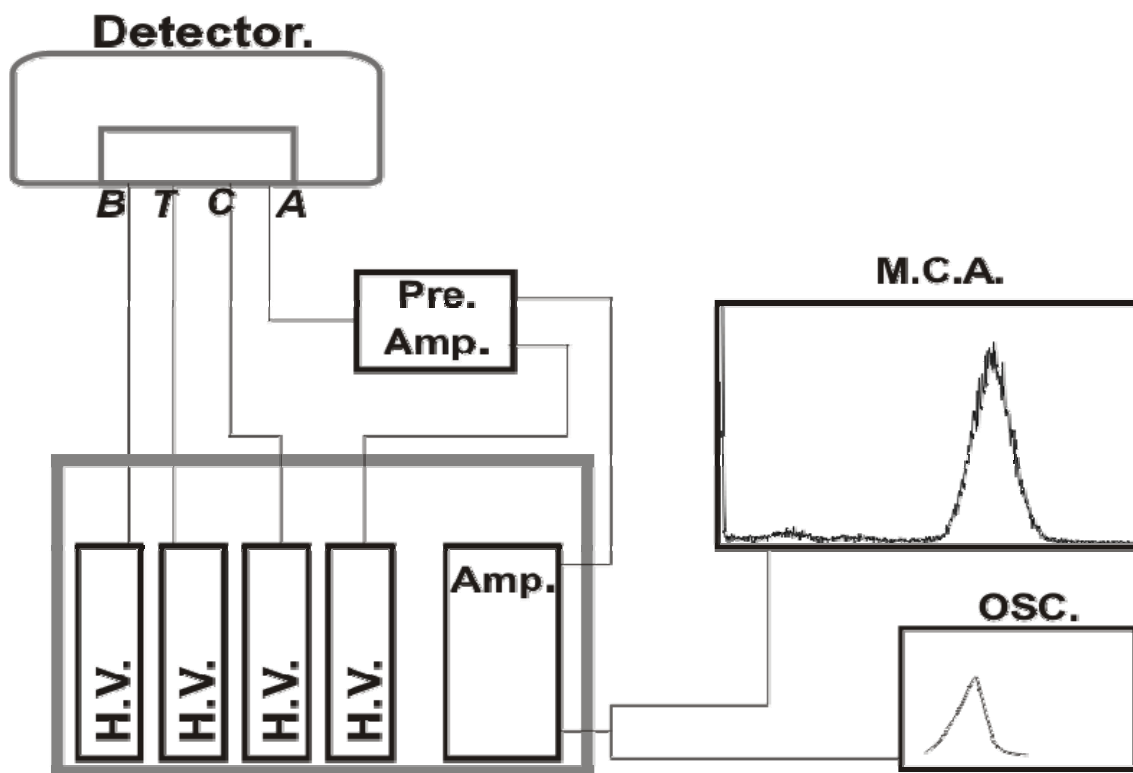 Detector.
B T C A
Pre.
Amp.
M.C.A.
Amp.
H.V. H.V. H.V. H.V.
OSC.